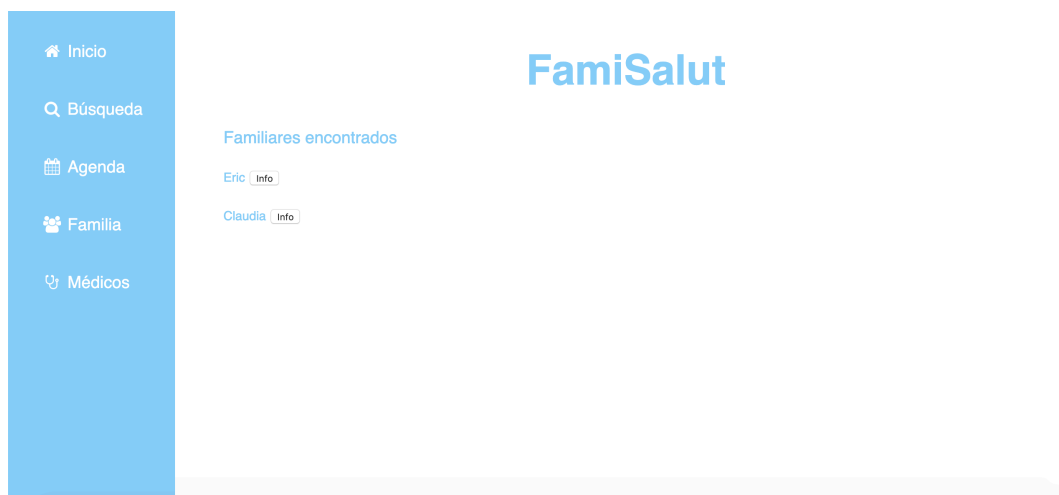 Inicio
Búsqueda
Agenda
Familia
Médicos
FamiSalut
Familiares encontrados
Eric Info
Claudia Info